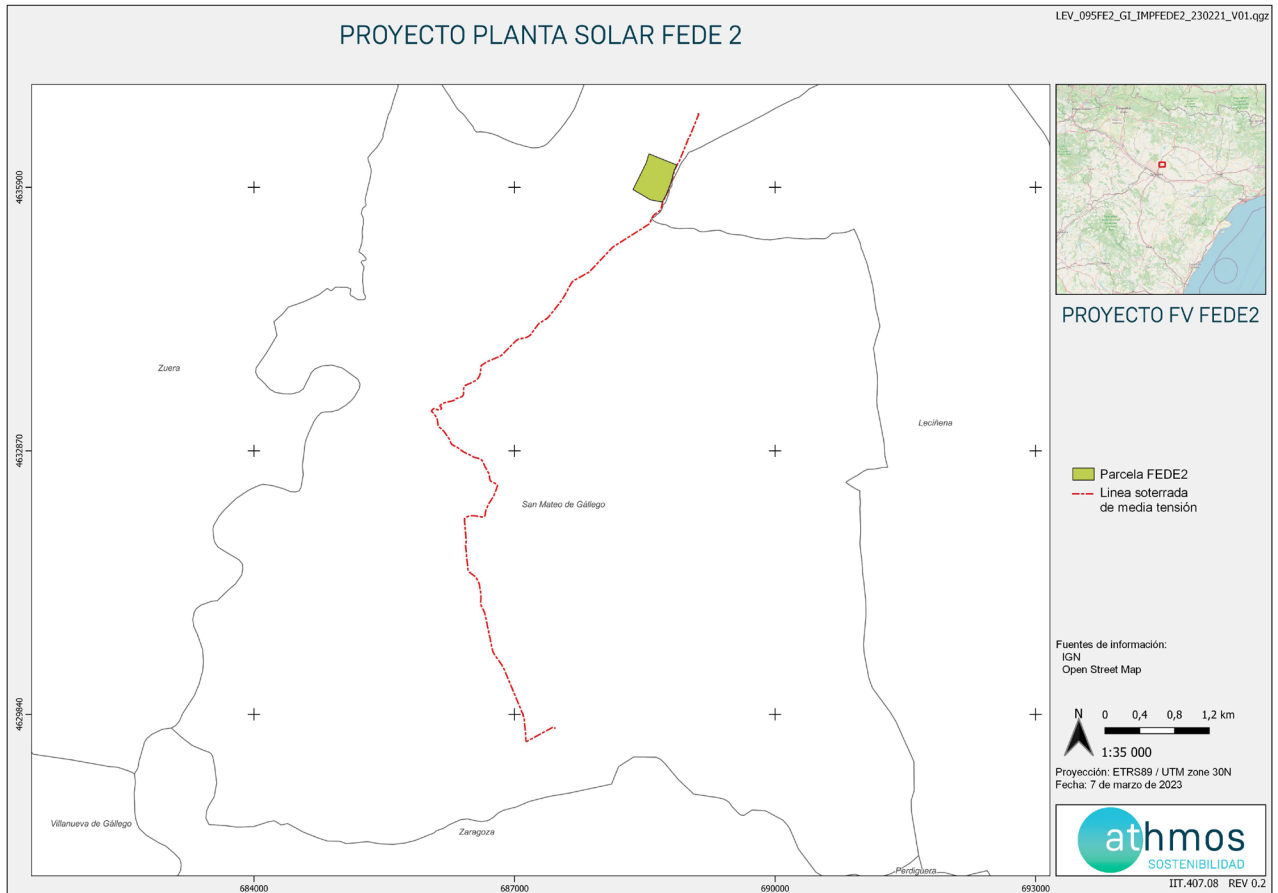 LEV_095FE2_GI_IMPFEDE2_230221_V01.qgz
PROYECTO PLANTA SOLAR FEDE 2
4635900
4632870
4629840
Zuera
Leciñena
San Mateo de Gállego
Villanueva de Gállego
Zaragoza
Perdiguera
684000
687000
690000
693000
PROYECTO FV FEDE2
Parcela FEDE2
Linea soterrada
de media tensión
Fuentes de información:
IGN
Open Street Map
N
0 0,4 0,8 1,2 km
1:35 000
Proyección: ETRS89 / UTM zone 30N
Fecha: 7 de marzo de 2023
athmos
SOSTENIBILIDAD
IIT.407.08 REV 0.2